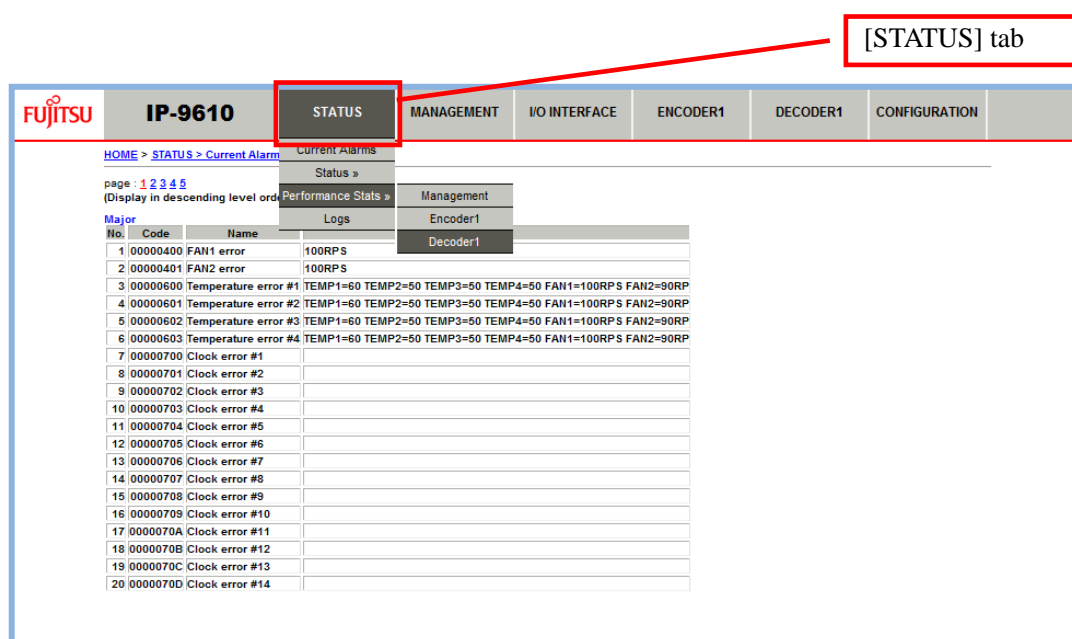 [STATUS] tab
FUJITSU IP-9610 STATUS MANAGEMENT I/O INTERFACE ENCODER1 DECODER1 CONFIGURATION
HOME > STATUS > Current Alarm
Current Alarms
Status »
page : 1 2 3 4 5
Performance Stats » Management
(Display in descending level orde
Logs Encoder1
Decoder1
Major
No. Code Name
1 00000400 FAN1 error 100RPS
2 00000401 FAN2 error 100RPS
3 00000600 Temperature error #1 TEMP1=60 TEMP2=50 TEMP3=50 TEMP4=50 FAN1=100RPS FAN2=90RP
4 00000601 Temperature error #2 TEMP1=60 TEMP2=50 TEMP3=50 TEMP4=50 FAN1=100RPS FAN2=90RP
5 00000602 Temperature error #3 TEMP1=60 TEMP2=50 TEMP3=50 TEMP4=50 FAN1=100RPS FAN2=90RP
6 00000603 Temperature error #4 TEMP1=60 TEMP2=50 TEMP3=50 TEMP4=50 FAN1=100RPS FAN2=90RP
7 00000700 Clock error #1
8 00000701 Clock error #2
9 00000702 Clock error #3
10 00000703 Clock error #4
11 00000704 Clock error #5
12 00000705 Clock error #6
13 00000706 Clock error #7
14 00000707 Clock error #8
15 00000708 Clock error #9
16 00000709 Clock error #10
17 0000070A Clock error #11
18 0000070B Clock error #12
19 0000070C Clock error #13
20 0000070D Clock error #14